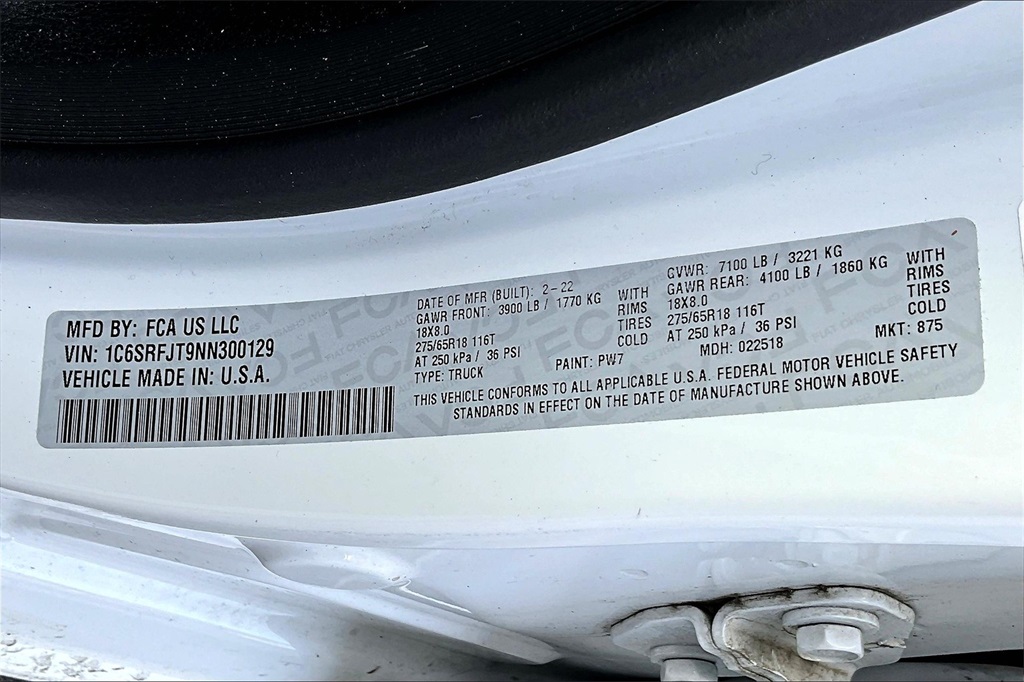 MFD BY: FCA US LLC
VIN: 1C6SRFJT9NN300129
VEHICLE MADE IN: U.S.A.
DATE OF MFR (BUILT): 2-22
GAWR FRONT: 3900 LB / 1770 KG WITH
18X8.0 RIMS
275/65R18 116T TIRES
AT 250 kPa / 36 PSI COLD
TYPE: TRUCK PAINT: PW7
GVWR: 7100 LB / 3221 KG
GAWR REAR: 4100 LB / 1860 KG WITH
18X8.0 RIMS
275/65R18 116T TIRES
AT 250 kPa / 36 PSI COLD
MDH: 022518 MKT: 875
THIS VEHICLE CONFORMS TO ALL APPLICABLE U.S.A. FEDERAL MOTOR VEHICLE SAFETY
STANDARDS IN EFFECT ON THE DATE OF MANUFACTURE SHOWN ABOVE.